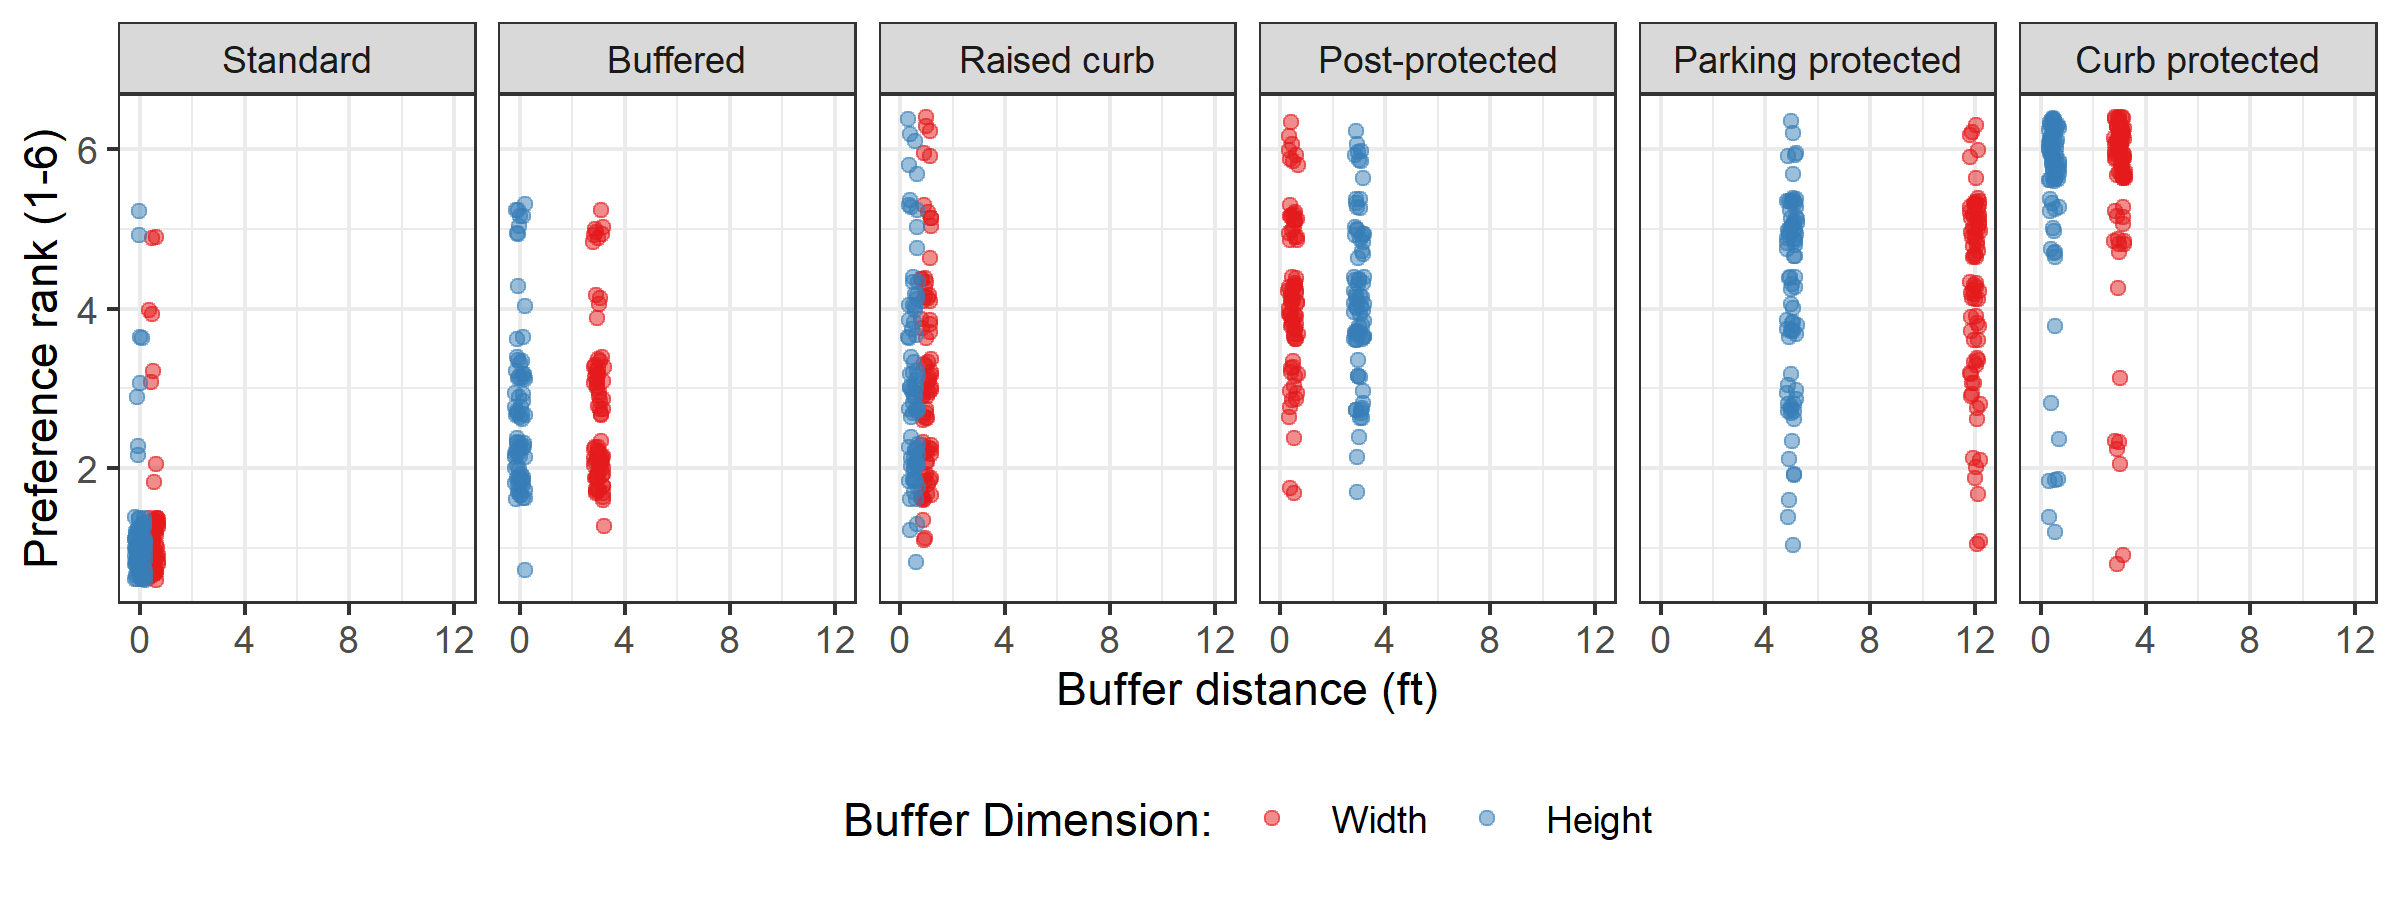 Standard Buffered Raised curb Post-protected Parking protected Curb protected
Preference rank (1-6)
6
4
2
0 4 8 12 0 4 8 12 0 4 8 12 0 4 8 12 0 4 8 12 0 4 8 12
Buffer distance (ft)
Buffer Dimension: Width Height